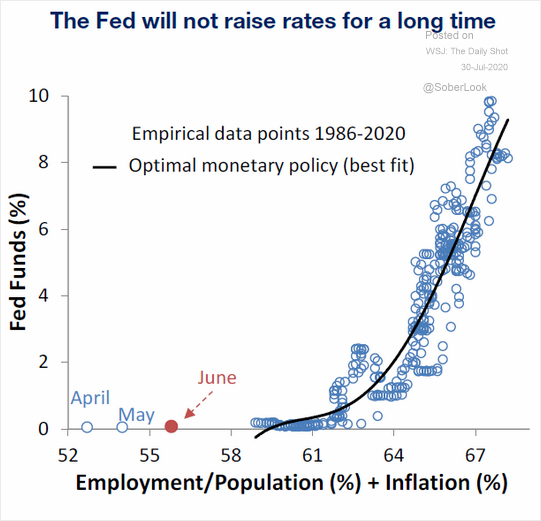 The Fed will not raise rates for a long time
Posted on
WSJ: The Daily Shot
30-Jul-2020
@SoberLook
10
Empirical data points 1986-2020
Optimal monetary policy (best fit)
8
Fed Funds (%)
6
4
2
June
April
May
0
52
55
58
61
64
67
Employment/Population (%) + Inflation (%)